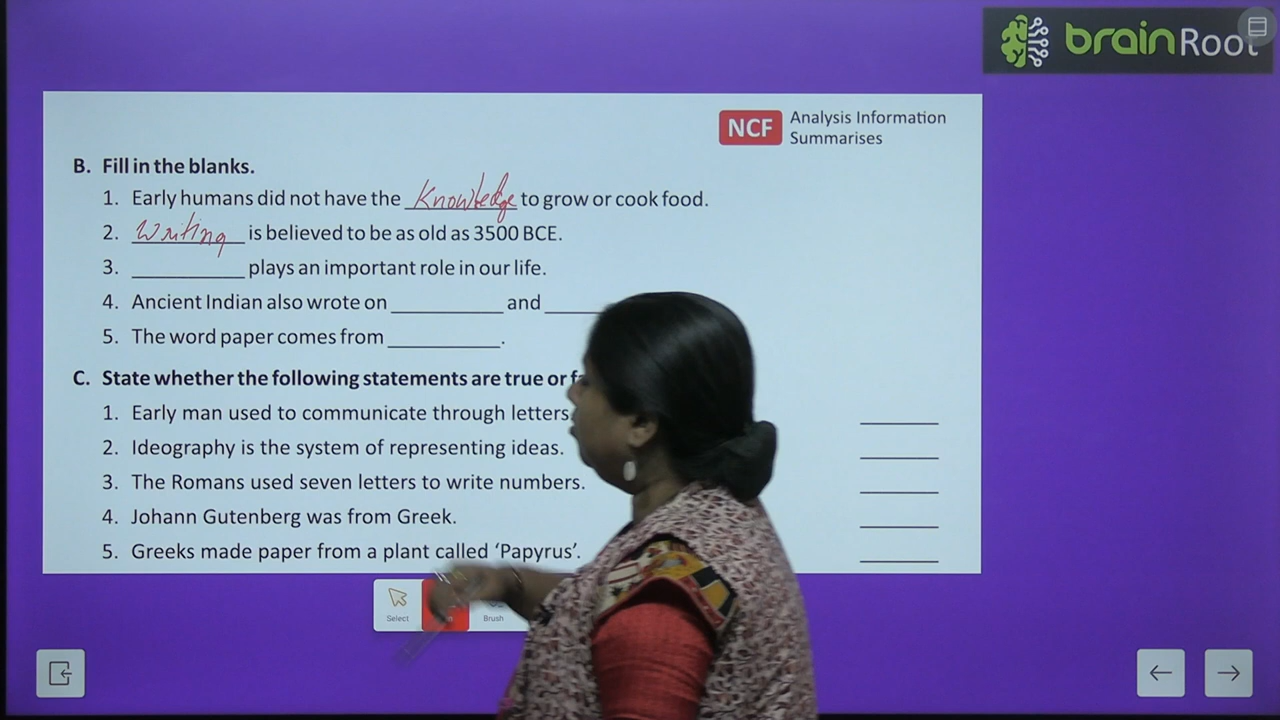 brainRoot
NCF Analysis Information
Summarises
B. Fill in the blanks.
1. Early humans did not have the Knowledge to grow or cook food.
2. Writing is believed to be as old as 3500 BCE.
3. __________ plays an important role in our life.
4. Ancient Indian also wrote on __________ and _____
5. The word paper comes from __________.
C. State whether the following statements are true or
1. Early man used to communicate through letters.
2. Ideography is the system of representing ideas.
3. The Romans used seven letters to write numbers.
4. Johann Gutenberg was from Greek.
5. Greeks made paper from a plant called ‘Papyrus’.
Select Brush